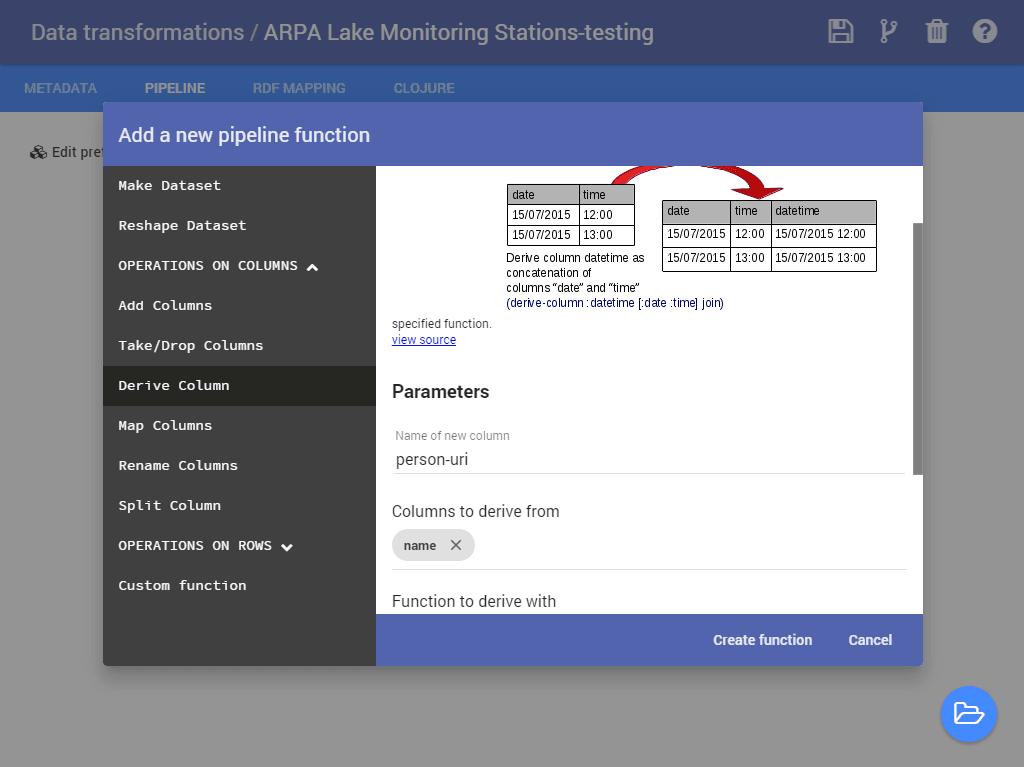 Data transformations / ARPA Lake Monitoring Stations-testing
METADATA PIPELINE RDF MAPPING CLOJURE
Edit pref
Add a new pipeline function
Make Dataset
Reshape Dataset
OPERATIONS ON COLUMNS
Add Columns
Take/Drop Columns
Derive Column
Map Columns
Rename Columns
Split Column
OPERATIONS ON ROWS
Custom function
date time
15/07/2015 12:00
15/07/2015 13:00
date time datetime
15/07/2015 12:00 15/07/2015 12:00
15/07/2015 13:00 15/07/2015 13:00
Derive column datetime as
concatenation of
columns “date” and “time”
(derive-column :datetime [:date :time] join)
specified function.
view source
Parameters
Name of new column
person-uri
Columns to derive from
name
Function to derive with
Create function Cancel